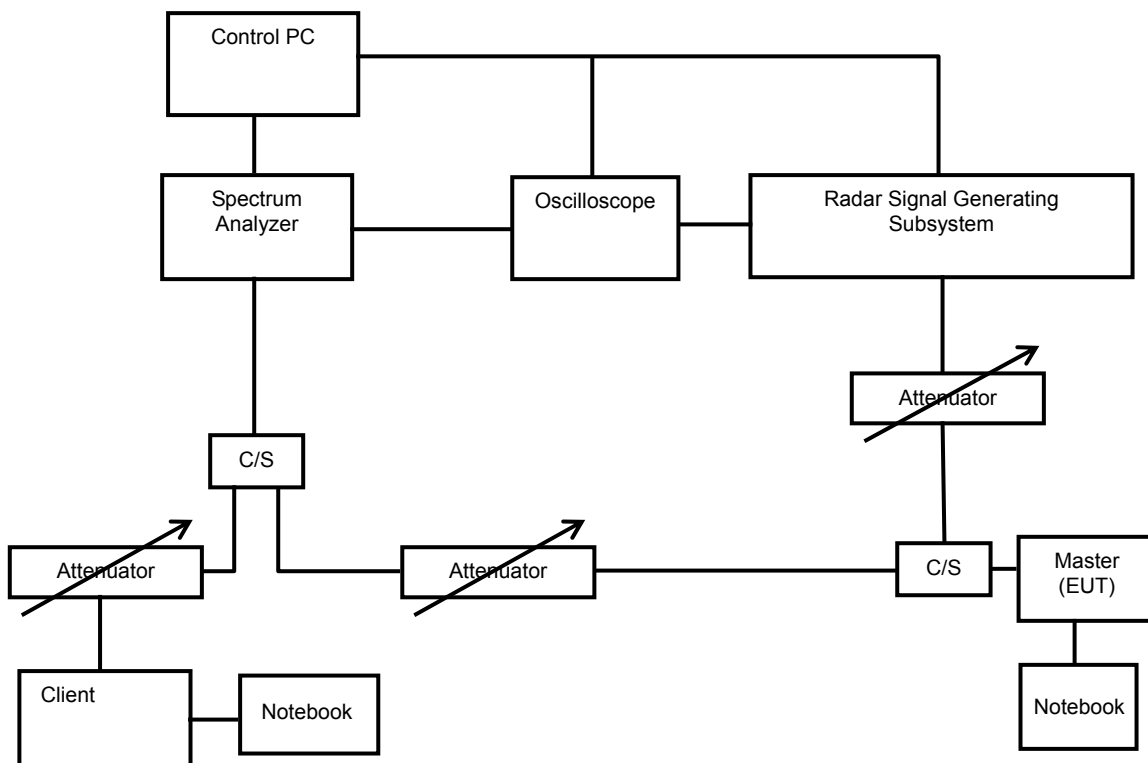 Control PC
Spectrum
Analyzer
Oscilloscope
Radar Signal Generating
Subsystem
Attenuator
C/S
Attenuator
Attenuator
C/S
Master
(EUT)
Client
Notebook
Notebook